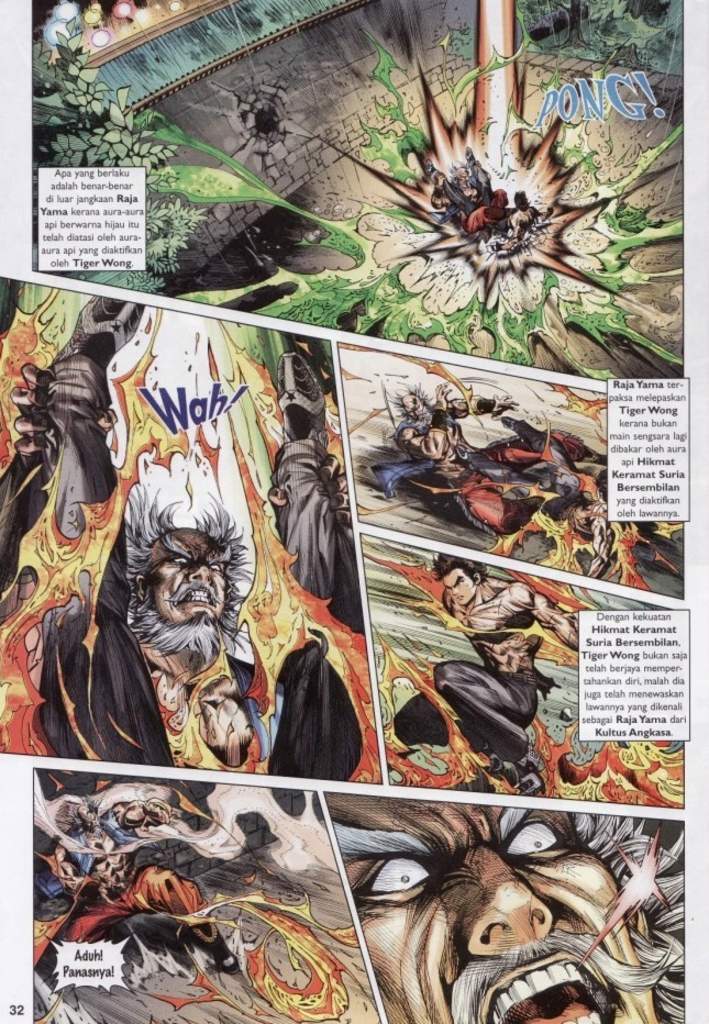 PONG!
Apa yang berlaku
adalah benar-benar
di luar jangkaan Raja
Yama kerana aura-aura
api berwarna hijau itu
telah diatasi oleh aura-
aura api yang diaktifkan
oleh Tiger Wong.
Wah!
Raja Yama ter-
paksa melepaskan
Tiger Wong
kerana bukan
main sengsara lagi
dibakar oleh aura
api Hikmat
Keramat Suria
Bersembilan
yang diaktifkan
oleh lawannya.
Dengan kekuatan
Hikmat Keramat
Suria Bersembilan,
Tiger Wong bukan saja
telah berjaya memper-
tahankan diri, malah dia
juga telah menewaskan
lawannya yang dikenali
sebagai Raja Yama dari
Kultus Angkasa.
Aduh!
Panasnya!
32